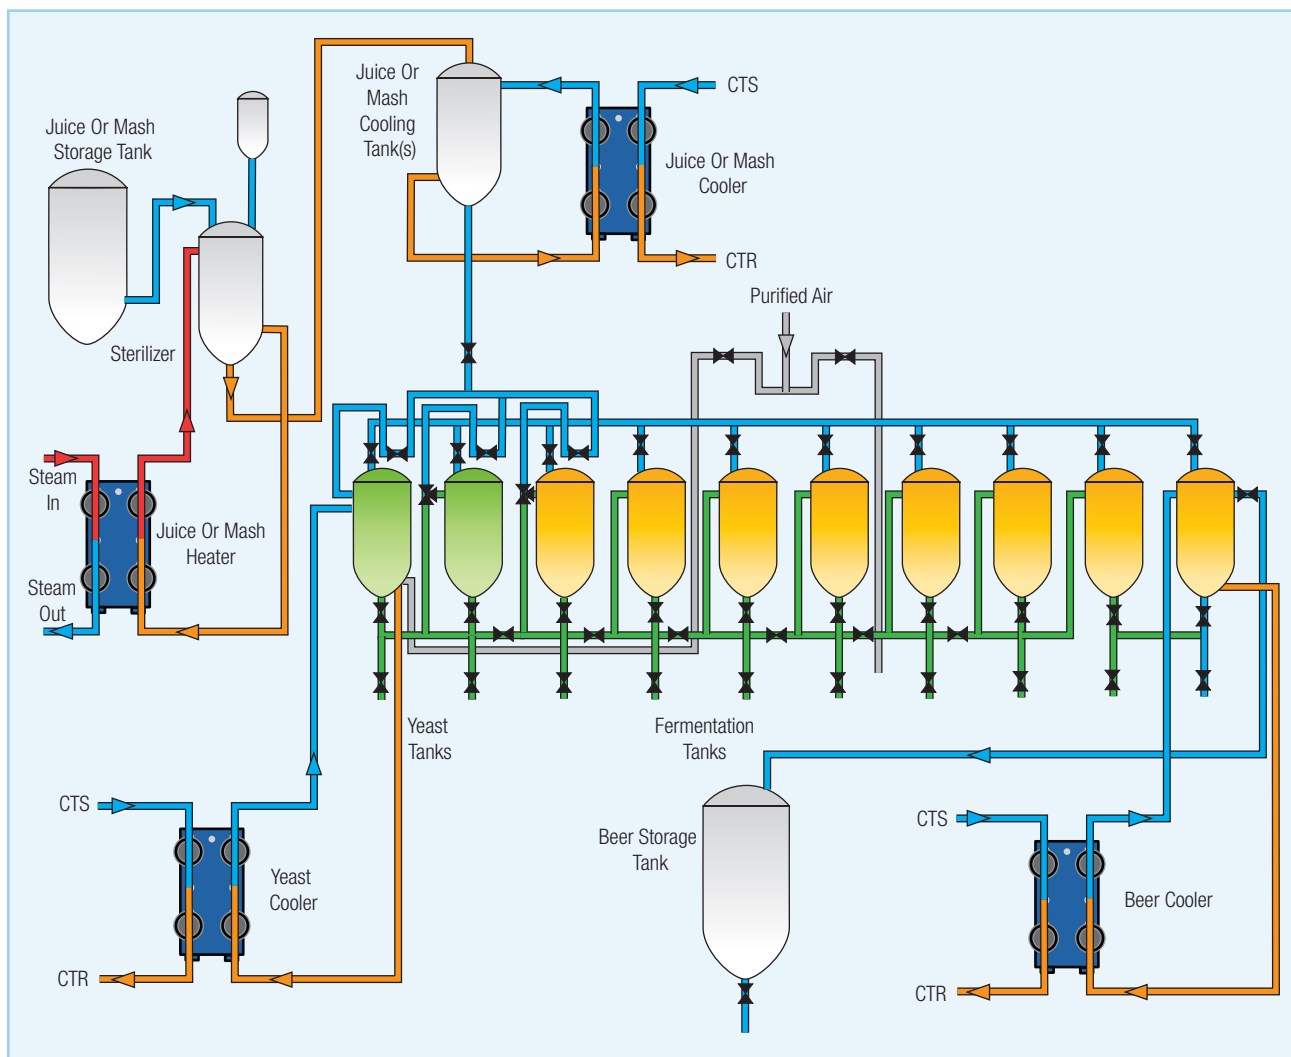 Juice Or Mash
Storage Tank
Juice Or
Mash
Cooling
Tank(s)
CTS
Juice Or Mash
Cooler
CTR
Purified Air
Sterilizer
Steam
In
Juice Or Mash
Heater
Steam
Out
Yeast
Tanks
Fermentation
Tanks
CTS
Yeast
Cooler
CTR
Beer Storage
Tank
CTS
Beer Cooler
CTR